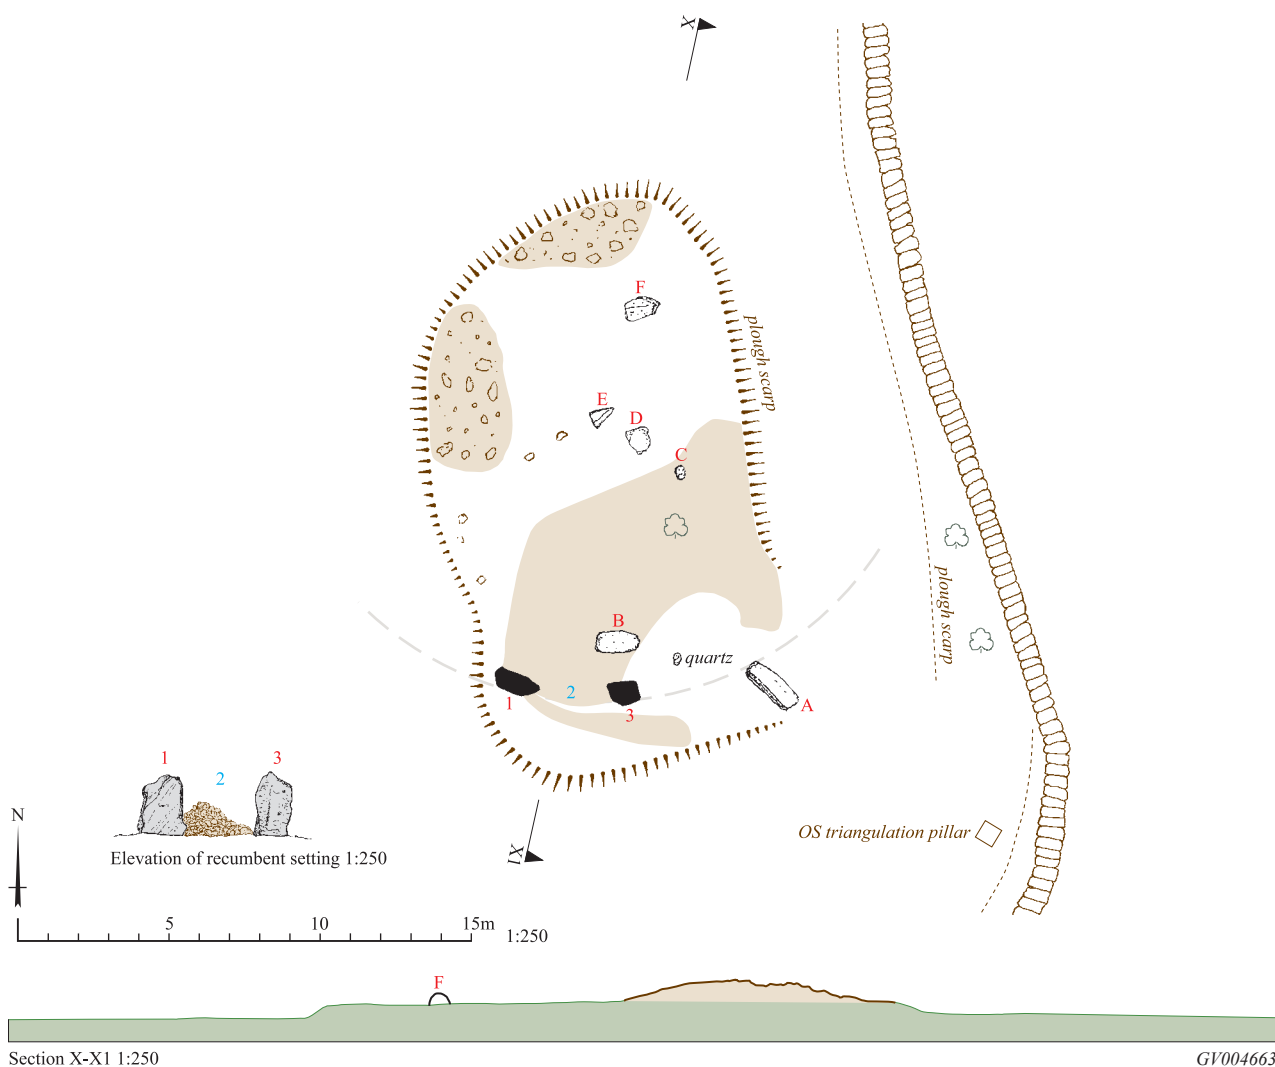 X
F
plough scarp
E
D
C
B
quartz
plough scarp
1
2
3
A
1
2
3
N
X1
OS triangulation pillar
Elevation of recumbent setting 1:250
5
10
15m
1:250
F
Section X-X1 1:250
GV004663